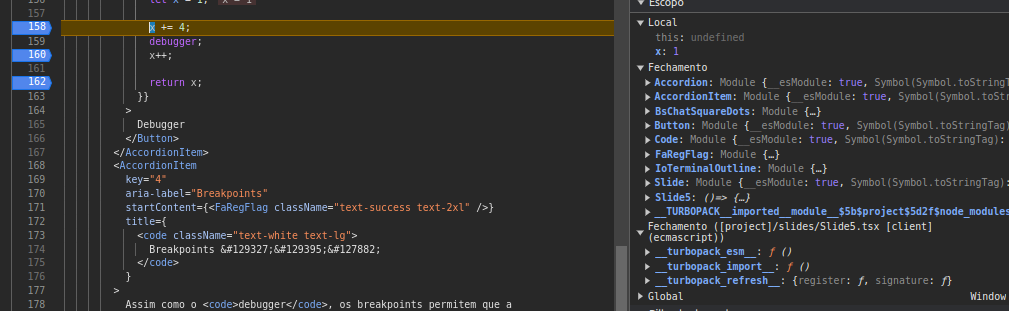 156 let x = 1; x = 1
157
158 x += 4;
159 debugger;
160 x++;
161
162 return x;
163 }}
164 >
165 Debugger
166 </Button>
167 </AccordionItem>
168 <AccordionItem
169 key="4"
170 aria-label="Breakpoints"
171 startContent={<FaRegFlag className="text-success text-2xl" />}
172 title={
173 <code className="text-white text-lg">
174 Breakpoints &#129327;&#129395;&#127882;
175 </code>
176 }
177 >
178 Assim como o <code>debugger</code>, os breakpoints permitem que a
Escopo
Local
this: undefined
x: 1
Fechamento
Accordion: Module {__esModule: true, Symbol(Symbol.toStringT
AccordionItem: Module {__esModule: true, Symbol(Symbol.toStr
BsChatSquareDots: Module {…}
Button: Module {__esModule: true, Symbol(Symbol.toStringTag)
Code: Module {__esModule: true, Symbol(Symbol.toStringTag):
FaRegFlag: Module {…}
IoTerminalOutline: Module {…}
Slide: Module {__esModule: true, Symbol(Symbol.toStringTag):
Slide5: ()=> {…}
__TURBOPACK__imported__module__$5b$project$5d2f$node_modules
Fechamento ([project]/slides/Slide5.tsx [client]
(ecmascript))
__turbopack_esm__: ƒ ()
__turbopack_import__: ƒ ()
__turbopack_refresh__: {register: ƒ, signature: ƒ}
Global Window